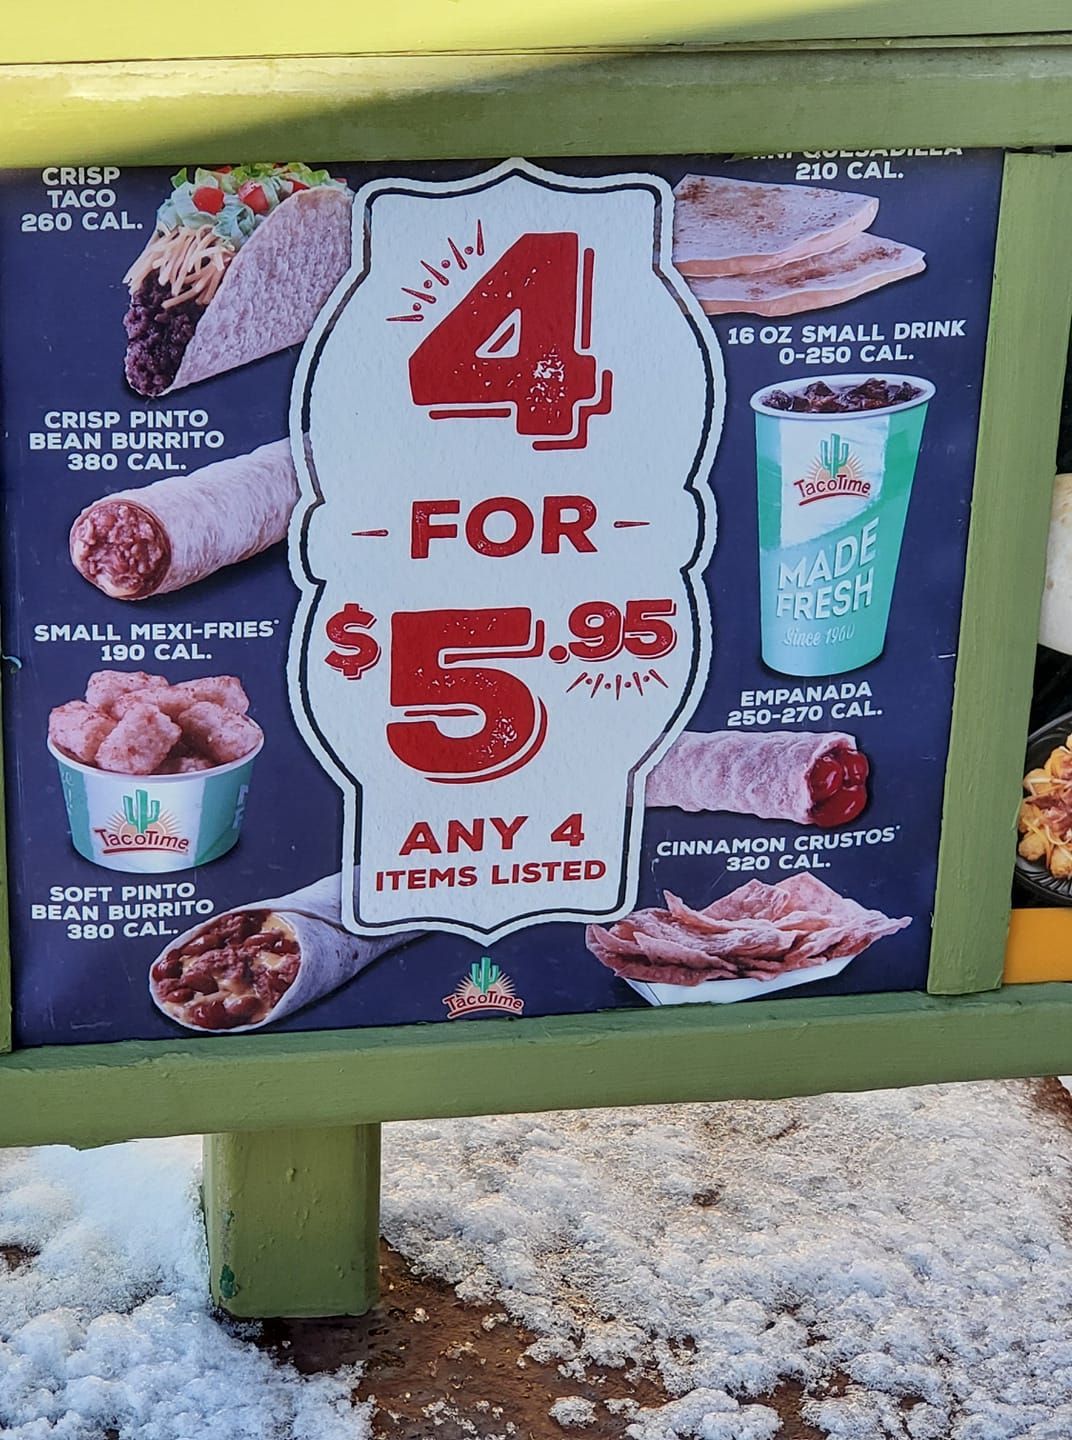 CRISP
TACO
260 CAL.
CRISP PINTO
BEAN BURRITO
380 CAL.
SMALL MEXI-FRIES*
190 CAL.
TacoTime
SOFT PINTO
BEAN BURRITO
380 CAL.
4
FOR
$5.95
ANY 4
ITEMS LISTED
TacoTime
QUESADILLA
210 CAL.
16 OZ SMALL DRINK
0-250 CAL.
TacoTime
MADE
FRESH
Since 1960
EMPANADA
250-270 CAL.
CINNAMON CRUSTOS*
320 CAL.